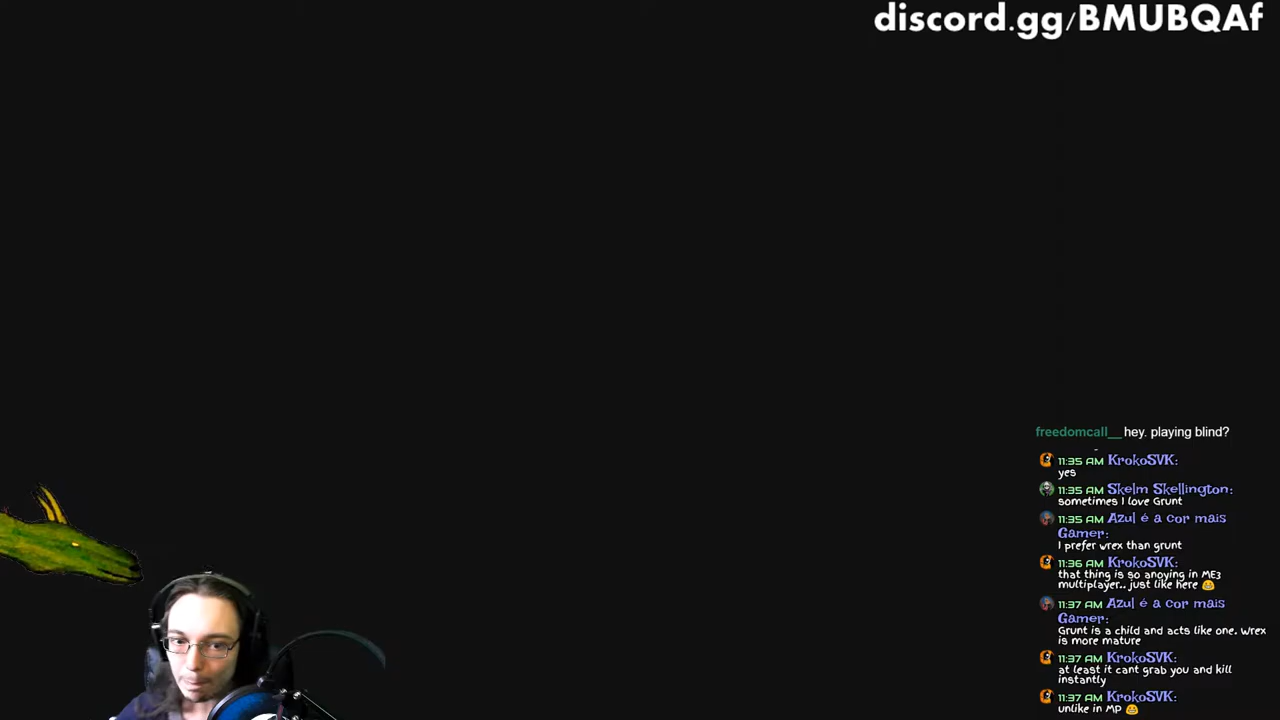 discord.gg/BMUBQAf
freedomcall__ hey. playing blind?
11:35 AM KrokoSVK:
yes
11:35 AM Skelm Skellington:
sometimes I love Grunt
11:35 AM Azul é a cor mais
Gamer:
I prefer wrex than grunt
11:36 AM KrokoSVK:
that thing is so anoying in ME3
multiplayer.. just like here
11:37 AM Azul é a cor mais
Gamer:
Grunt is a child and acts like one. Wrex
is more mature
11:37 AM KrokoSVK:
at least it cant grab you and kill
instantly
11:37 AM KrokoSVK:
unlike in MP